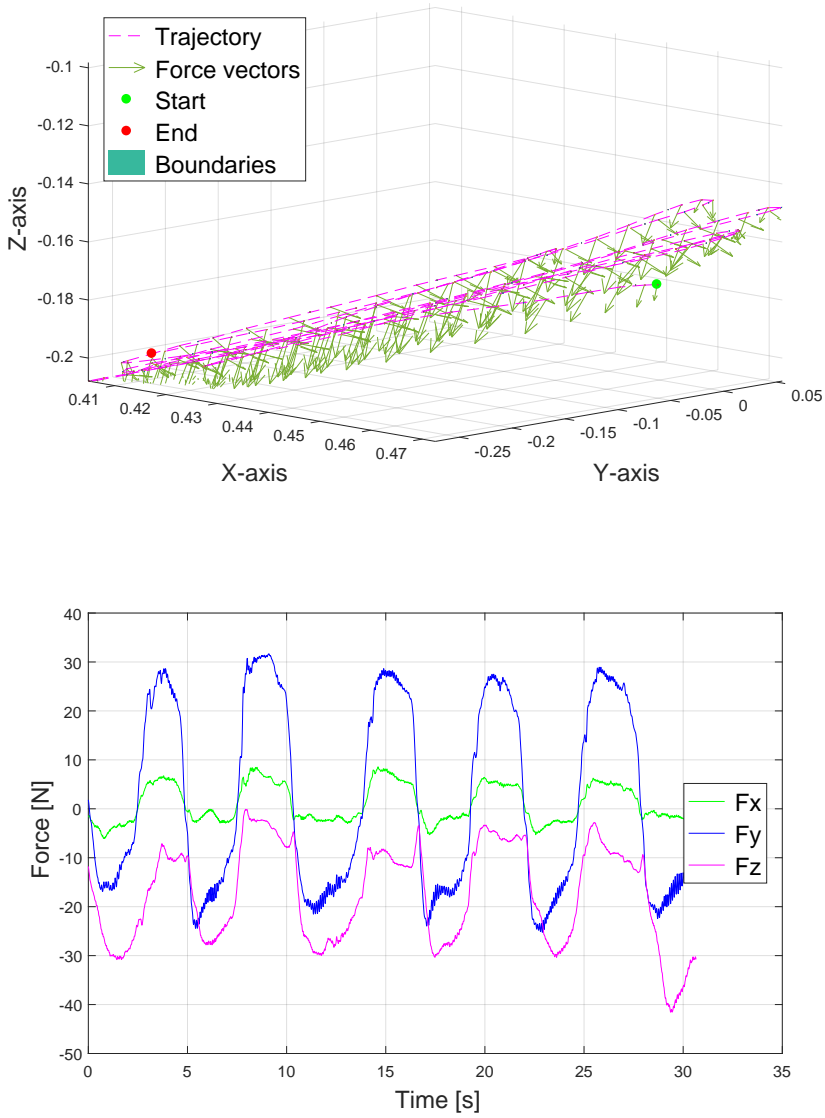 Trajectory
Force vectors
Start
End
Boundaries
-0.1
-0.12
-0.14
-0.16
-0.18
-0.2
Z-axis
0.41
0.42
0.43
0.44
0.45
0.46
0.47
X-axis
-0.25
-0.2
-0.15
-0.1
-0.05
0
0.05
Y-axis
40
30
20
10
0
-10
-20
-30
-40
-50
Force [N]
Fx
Fy
Fz
0 5 10 15 20 25 30 35
Time [s]